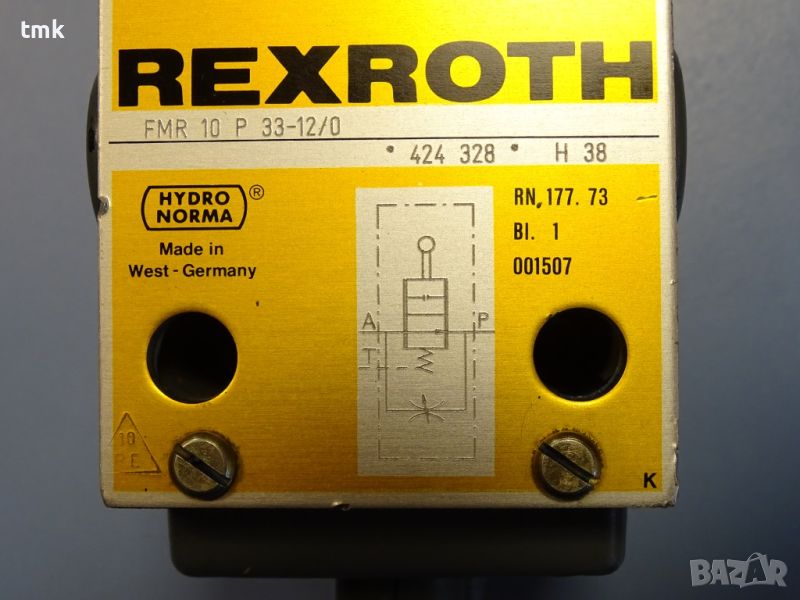 tmk
REXROTH
FMR 10 P 33-12/0
424 328 H 38
HYDRO
NORMA ®
Made in
West - Germany
RN, 177. 73
Bl. 1
001507
A
P
T
10
P.E.
K
BAZAR